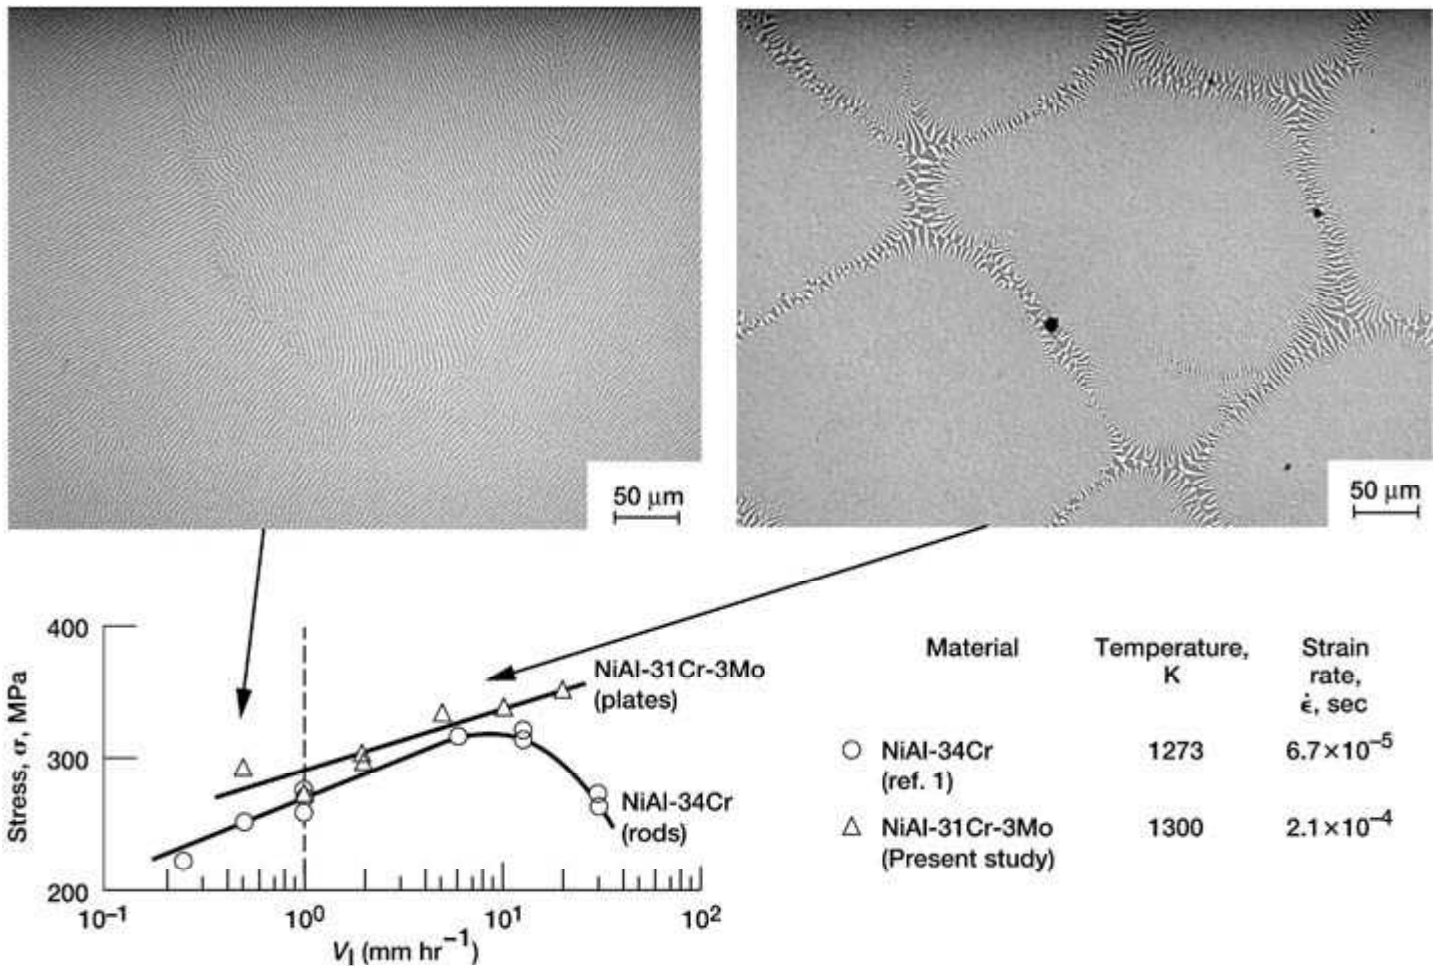 50 μm
50 μm
400
300
200
Stress, σ, MPa
10⁻¹
10⁰
10¹
10²
V_I (mm hr⁻¹)
NiAl-31Cr-3Mo
(plates)
NiAl-34Cr
(rods)
Material
Temperature,
K
Strain
rate,
ε̇, sec
NiAl-34Cr
(ref. 1)
1273
6.7×10⁻⁵
NiAl-31Cr-3Mo
(Present study)
1300
2.1×10⁻⁴